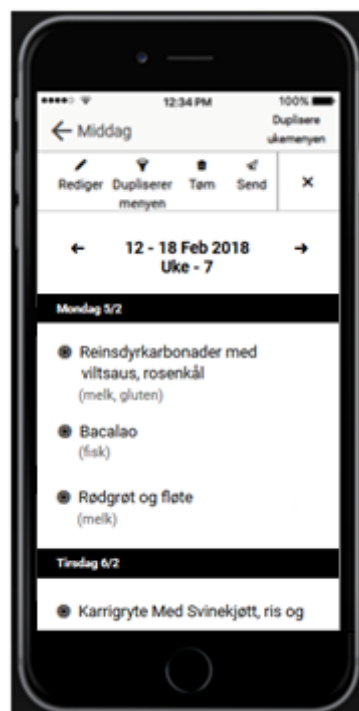 12:34 PM 100%
← Middag
Duplisere
ukemenyen
Rediger Dupliserer Tøm Send ×
menyen
← 12 - 18 Feb 2018 →
Uke - 7
Mondag 5/2
Reinsdyrkarbonader med
viltsaus, rosenkål
(melk, gluten)
Bacalao
(fisk)
Rødgrøt og fløte
(melk)
Tirsdag 6/2
Karrigryte Med Svinekjøtt, ris og